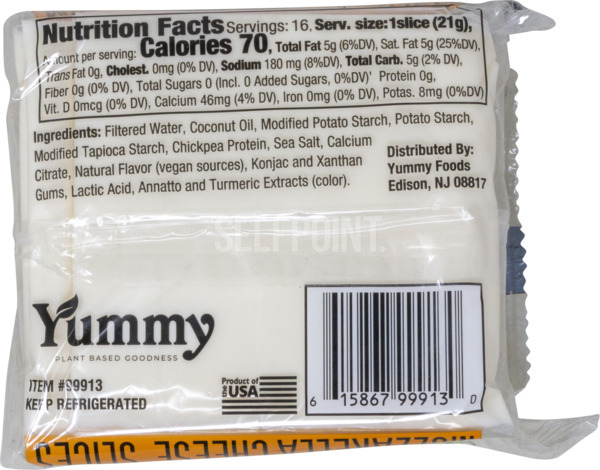 Nutrition Facts Servings: 16, Serv. size:1slice (21g),
Amount per serving: Calories 70, Total Fat 5g (6%DV), Sat. Fat 5g (25%DV),
Trans Fat 0g, Cholest. 0mg (0% DV), Sodium 180 mg (8%DV), Total Carb. 5g (2% DV),
Fiber 0g (0% DV), Total Sugars 0 (Incl. 0 Added Sugars, 0%DV)' Protein 0g,
Vit. D 0mcg (0% DV), Calcium 46mg (4% DV), Iron 0mg (0% DV), Potas. 8mg (0%DV)
Ingredients: Filtered Water, Coconut Oil, Modified Potato Starch, Potato Starch,
Modified Tapioca Starch, Chickpea Protein, Sea Salt, Calcium
Citrate, Natural Flavor (vegan sources), Konjac and Xanthan
Gums, Lactic Acid, Annatto and Turmeric Extracts (color).
Distributed By:
Yummy Foods
Edison, NJ 08817
SELFPOINT.
Yummy
PLANT BASED GOODNESS
ITEM #99913
KEEP REFRIGERATED
Product of
the USA
6 15867 99913 0
MOZZARELLA CHEESE SLICES